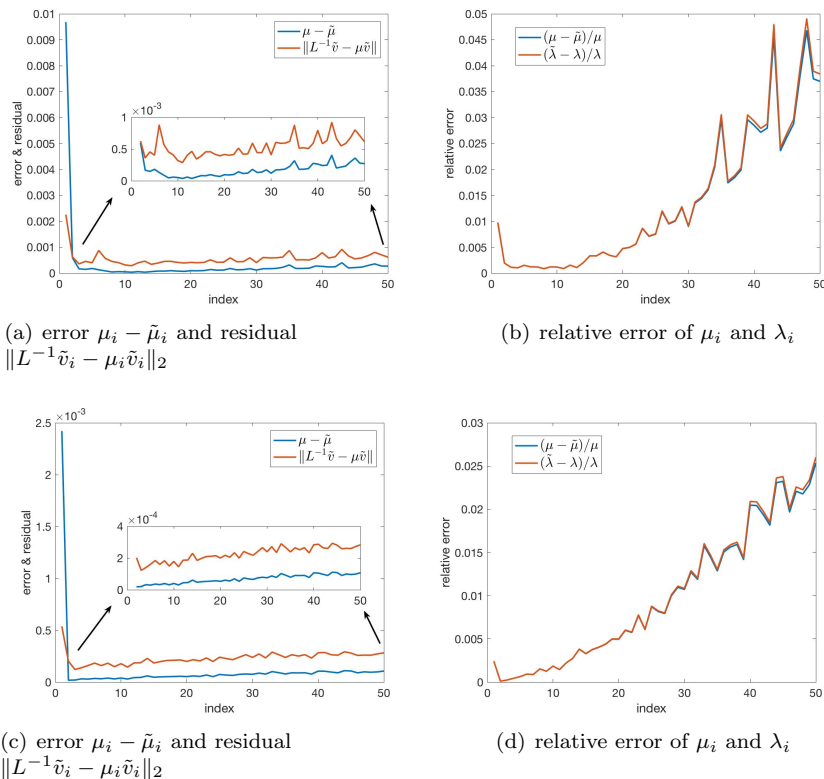 0.01
0.009
0.008
0.007
0.006
0.005
0.004
0.003
0.002
0.001
0
error & residual
μ − μ̃
‖L⁻¹ṽ − μṽ‖
×10⁻³
1
0.5
0
0 10 20 30 40 50
0 10 20 30 40 50
index
(a) error μᵢ − μ̃ᵢ and residual
‖L⁻¹ṽᵢ − μᵢṽᵢ‖₂
0.05
0.045
0.04
0.035
0.03
0.025
0.02
0.015
0.01
0.005
0
relative error
(μ − μ̃)/μ
(λ̃ − λ)/λ
0 10 20 30 40 50
index
(b) relative error of μᵢ and λᵢ
×10⁻³
2.5
2
1.5
1
0.5
0
error & residual
μ − μ̃
‖L⁻¹ṽ − μṽ‖
×10⁻⁴
4
2
0
0 10 20 30 40 50
0 10 20 30 40 50
index
(c) error μᵢ − μ̃ᵢ and residual
‖L⁻¹ṽᵢ − μᵢṽᵢ‖₂
0.03
0.025
0.02
0.015
0.01
0.005
0
relative error
(μ − μ̃)/μ
(λ̃ − λ)/λ
0 10 20 30 40 50
index
(d) relative error of μᵢ and λᵢ